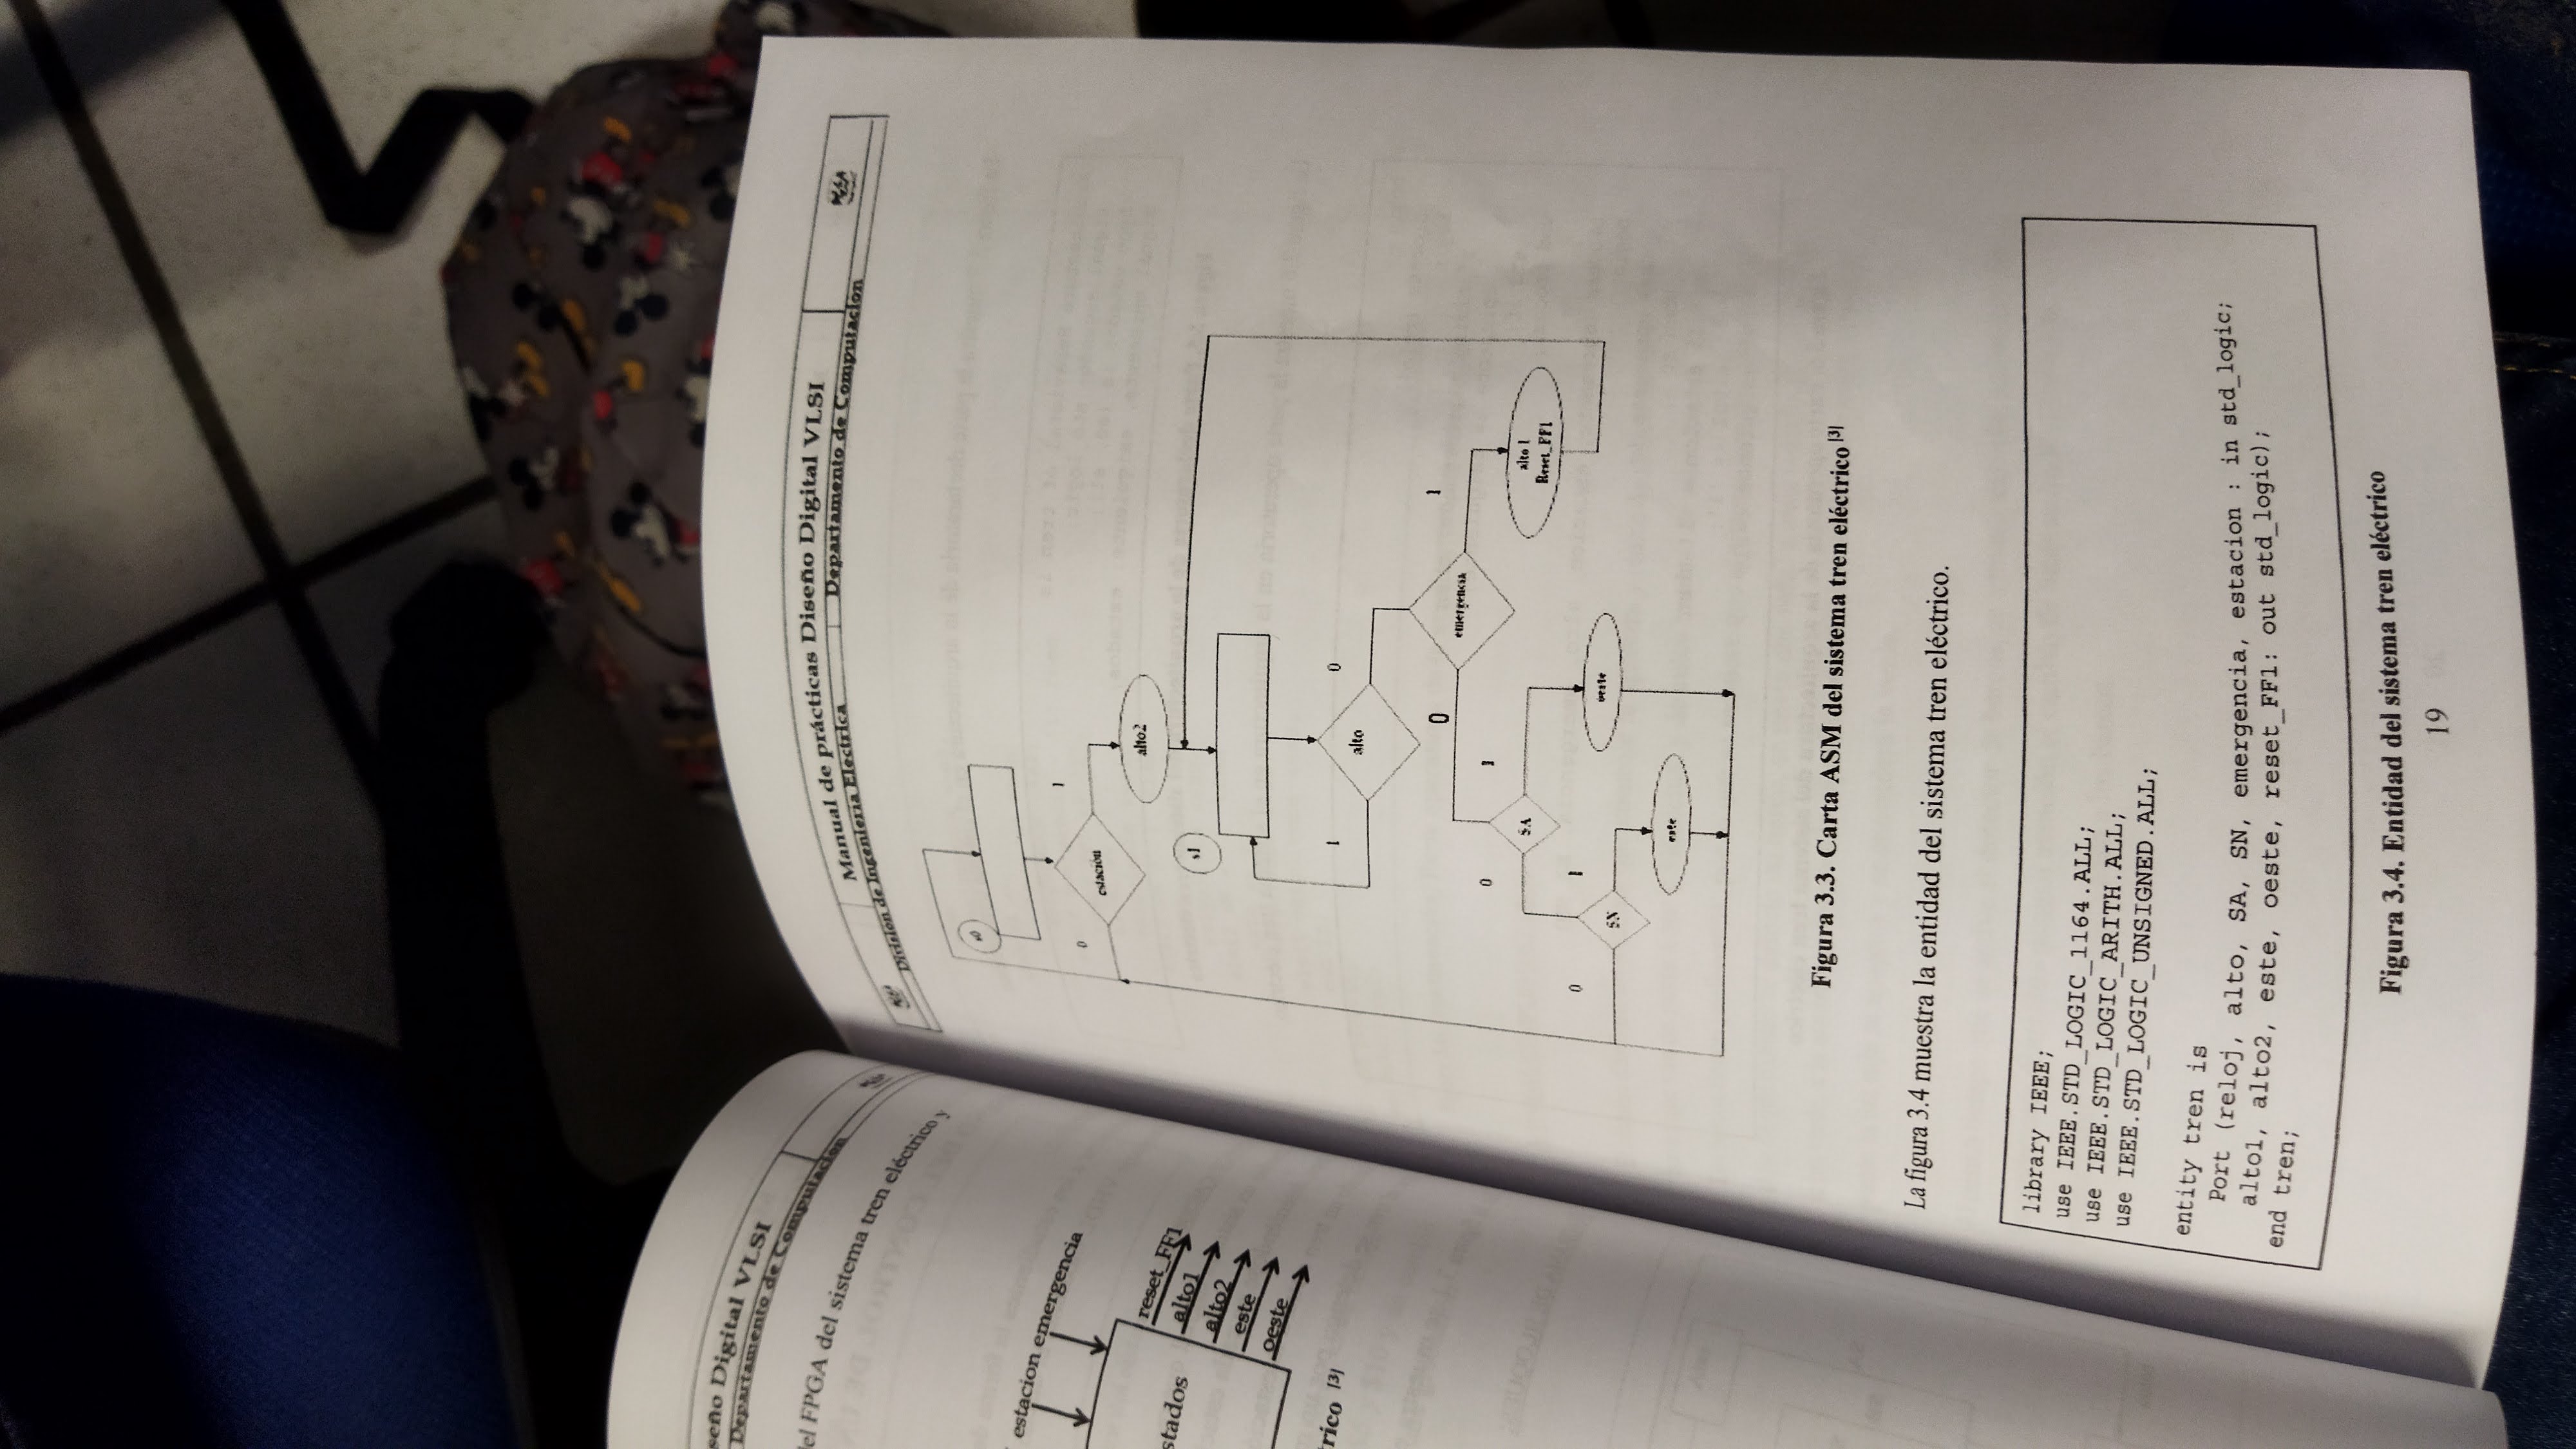 seño Digital VLSI
Departamento de Computación
el FPGA del sistema tren eléctrico y
estacion emergencia
stados
reset_FF1
alto1
alto2
este
oeste
rico [3]
Manual de prácticas Diseño Digital VLSI
División de Ingeniería Eléctrica Departamento de Computación
s0
1
0
estación
alto2
s1
1
0
alto
0
1
emergencia
0
1
SA
alto 1
Reset_FF1
0
1
SN
oeste
este
Figura 3.3. Carta ASM del sistema tren eléctrico [3]
La figura 3.4 muestra la entidad del sistema tren eléctrico.
library IEEE;
use IEEE.STD_LOGIC_1164.ALL;
use IEEE.STD_LOGIC_ARITH.ALL;
use IEEE.STD_LOGIC_UNSIGNED.ALL;
entity tren is
Port (reloj, alto, SA, SN, emergencia, estacion : in std_logic;
alto1, alto2, este, oeste, reset_FF1: out std_logic);
end tren;
Figura 3.4. Entidad del sistema tren eléctrico
19